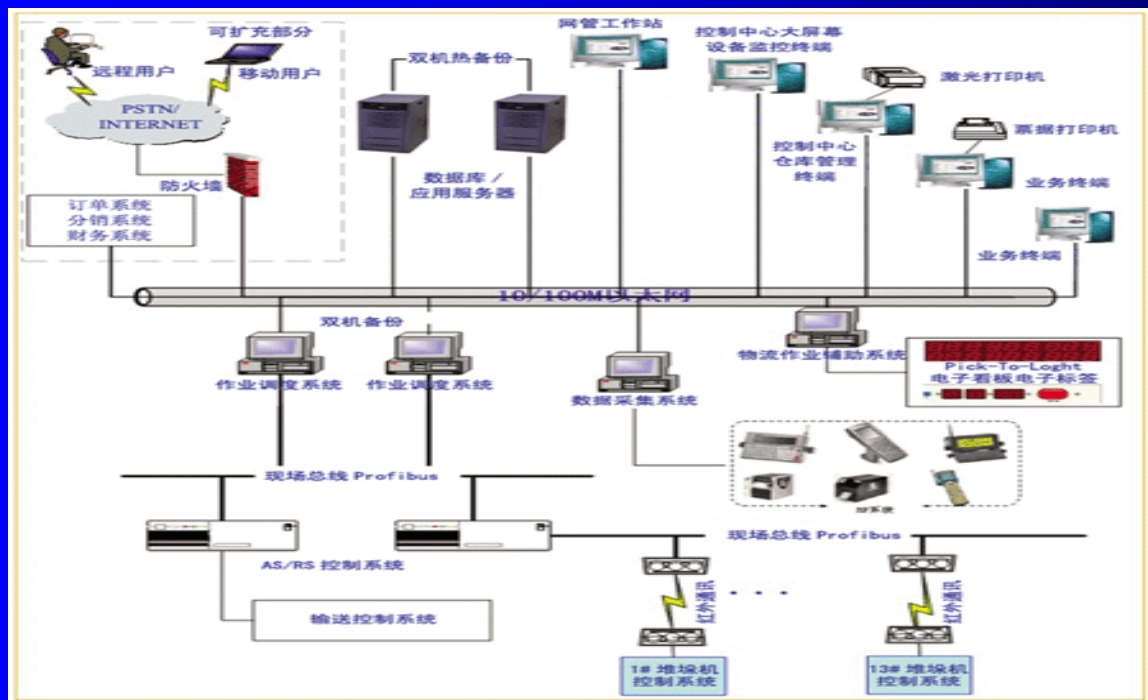 可扩充部分
远程用户
移动用户
PSTN/
INTERNET
防火墙
订单系统
分销系统
财务系统
双机热备份
数据库/
应用服务器
网管工作站
控制中心大屏幕
设备监控终端
激光打印机
控制中心
仓库管理
终端
票据打印机
业务终端
业务终端
10/100M以太网
双机备份
作业调度系统
作业调度系统
数据采集系统
物流作业辅助系统
Pick-To-Loght
电子看板电子标签
RF系统
现场总线 Profibus
AS/RS 控制系统
输送控制系统
现场总线 Profibus
红外通讯
红外通讯
· · ·
1# 堆垛机
控制系统
13# 堆垛机
控制系统